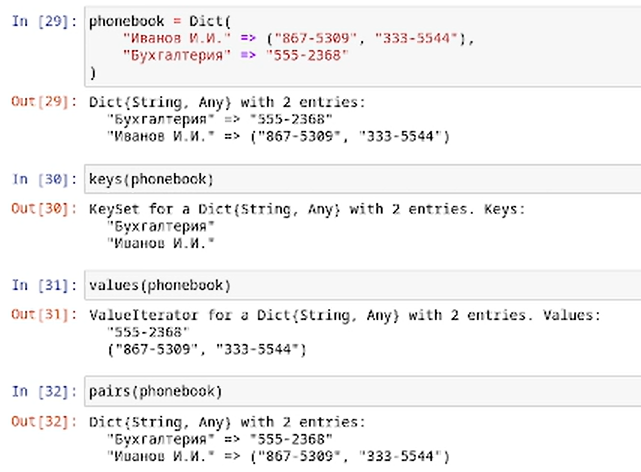 In [29]: phonebook = Dict(
"Иванов И.И." => ("867-5309", "333-5544"),
"Бухгалтерия" => "555-2368"
)
Out[29]: Dict{String, Any} with 2 entries:
"Бухгалтерия" => "555-2368"
"Иванов И.И." => ("867-5309", "333-5544")
In [30]: keys(phonebook)
Out[30]: KeySet for a Dict{String, Any} with 2 entries. Keys:
"Бухгалтерия"
"Иванов И.И."
In [31]: values(phonebook)
Out[31]: ValueIterator for a Dict{String, Any} with 2 entries. Values:
"555-2368"
("867-5309", "333-5544")
In [32]: pairs(phonebook)
Out[32]: Dict{String, Any} with 2 entries:
"Бухгалтерия" => "555-2368"
"Иванов И.И." => ("867-5309", "333-5544")